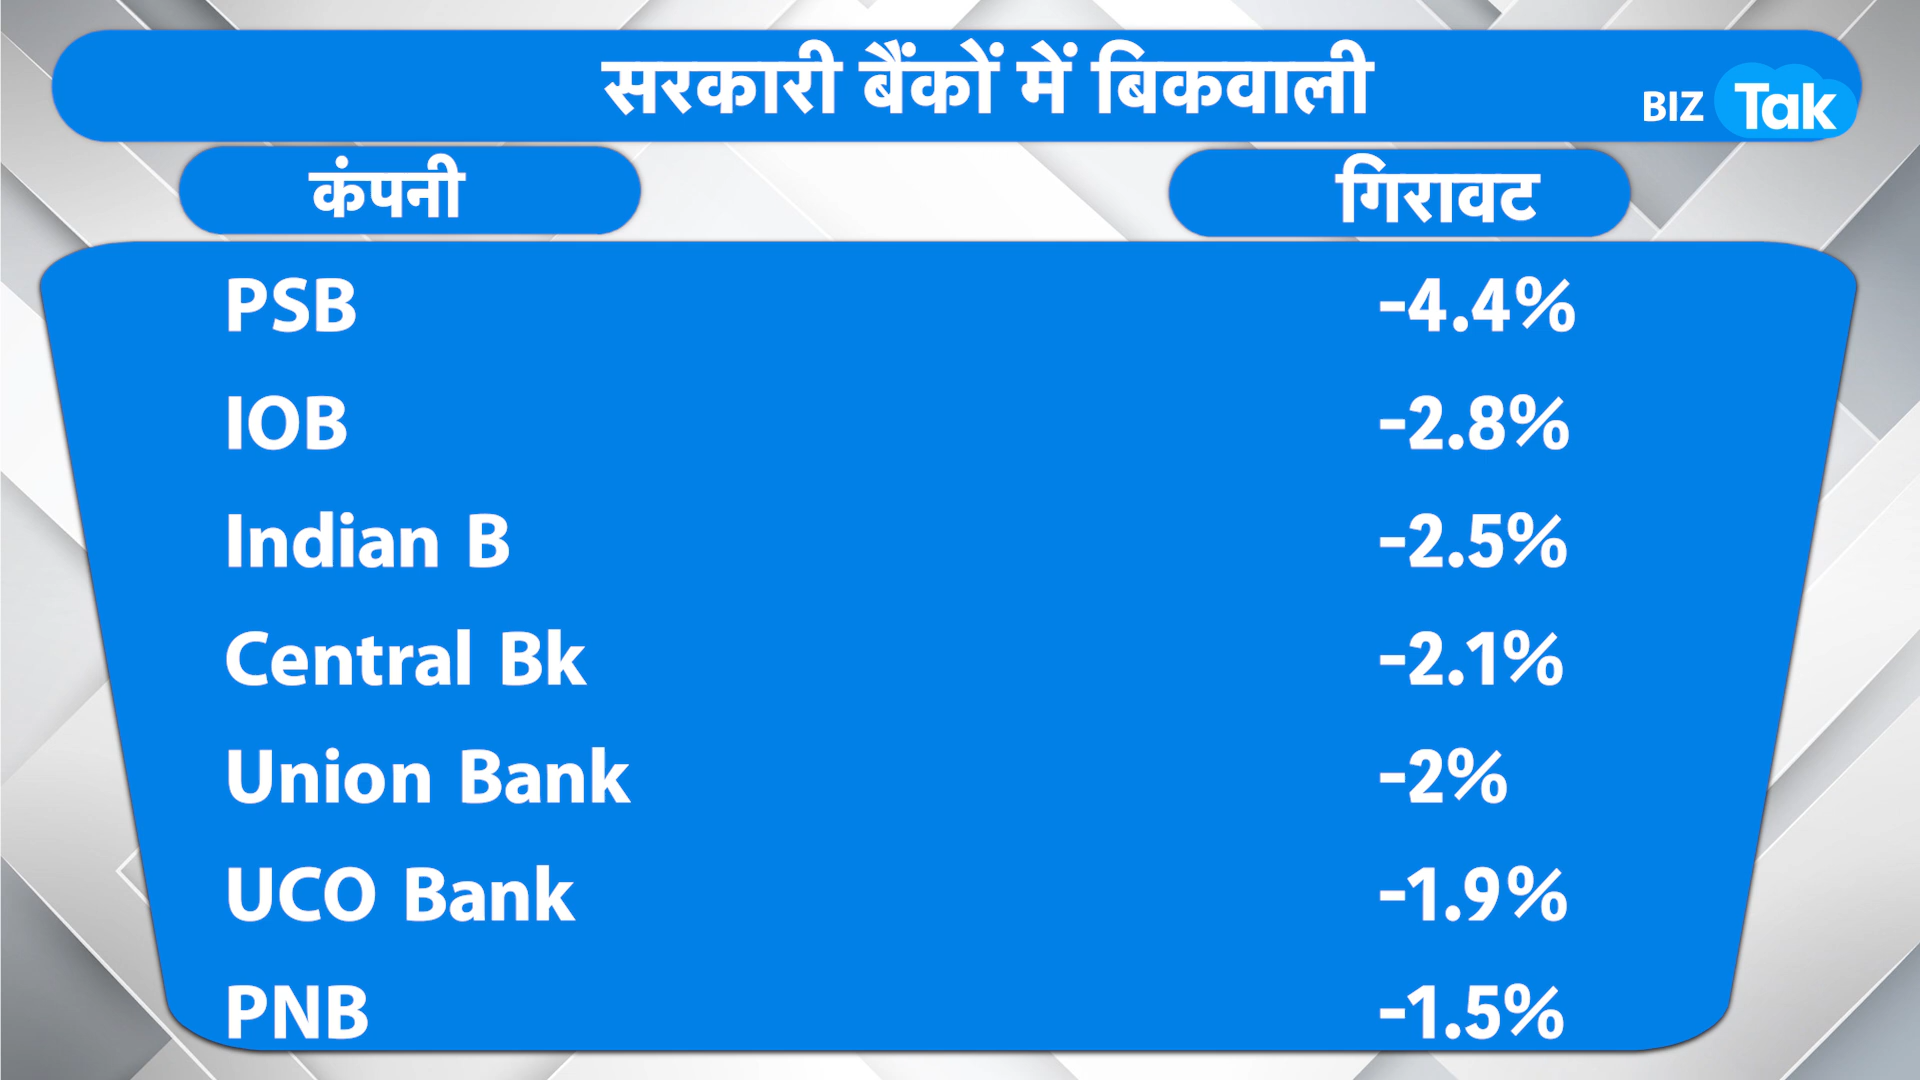 सरकारी बैंकों में बिकवाली
BIZ Tak
कंपनी गिरावट
PSB -4.4%
IOB -2.8%
Indian B -2.5%
Central Bk -2.1%
Union Bank -2%
UCO Bank -1.9%
PNB -1.5%